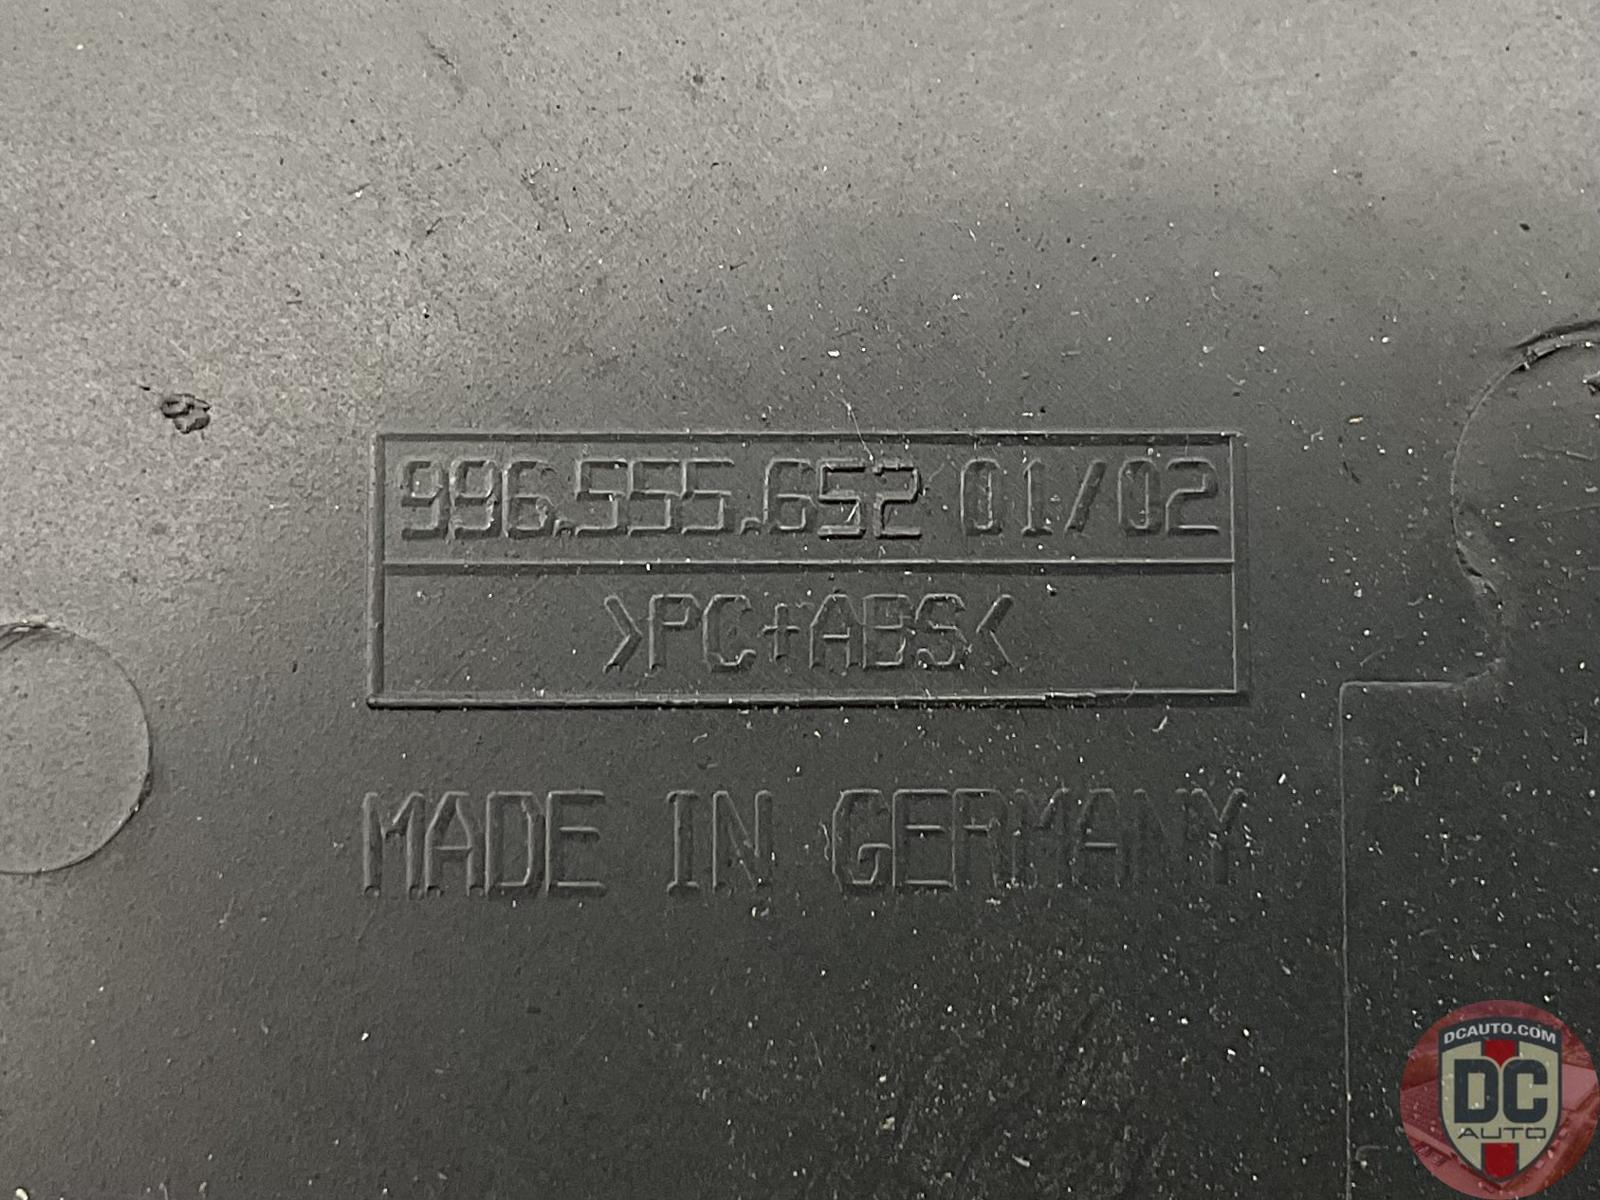 996.555.652 01/02
>PC+ABS<
MADE IN GERMANY
DCAUTO.COM
DC
AUTO